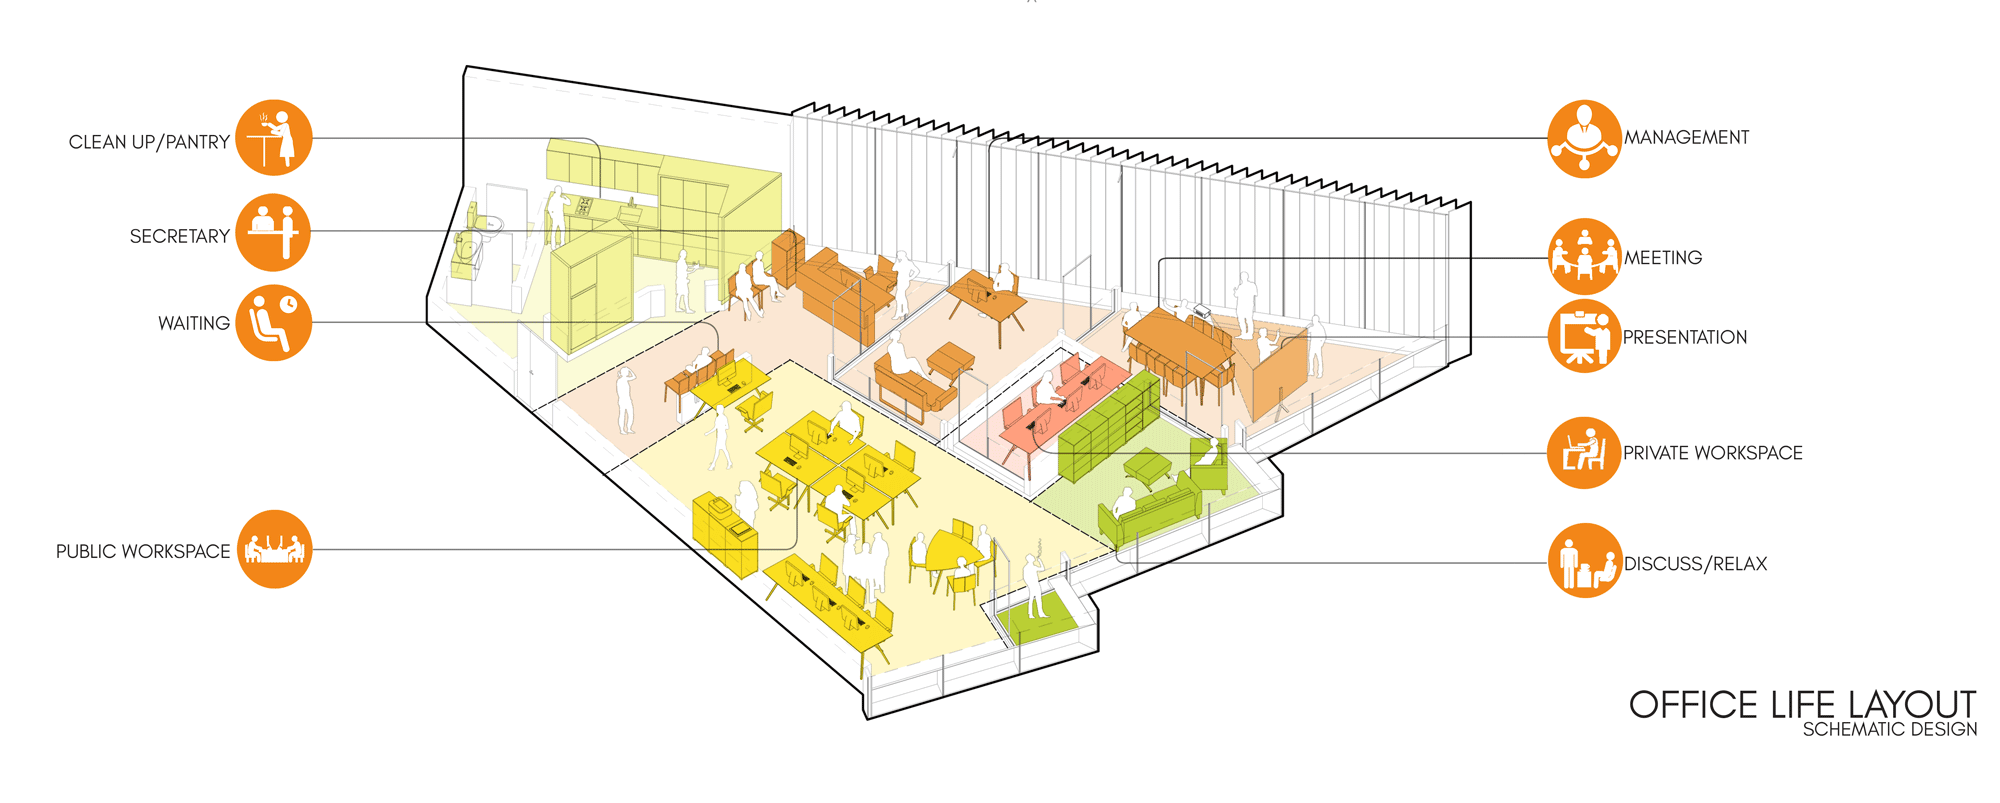 CLEAN UP/PANTRY
SECRETARY
WAITING
PUBLIC WORKSPACE
MANAGEMENT
MEETING
PRESENTATION
PRIVATE WORKSPACE
DISCUSS/RELAX
OFFICE LIFE LAYOUT
SCHEMATIC DESIGN